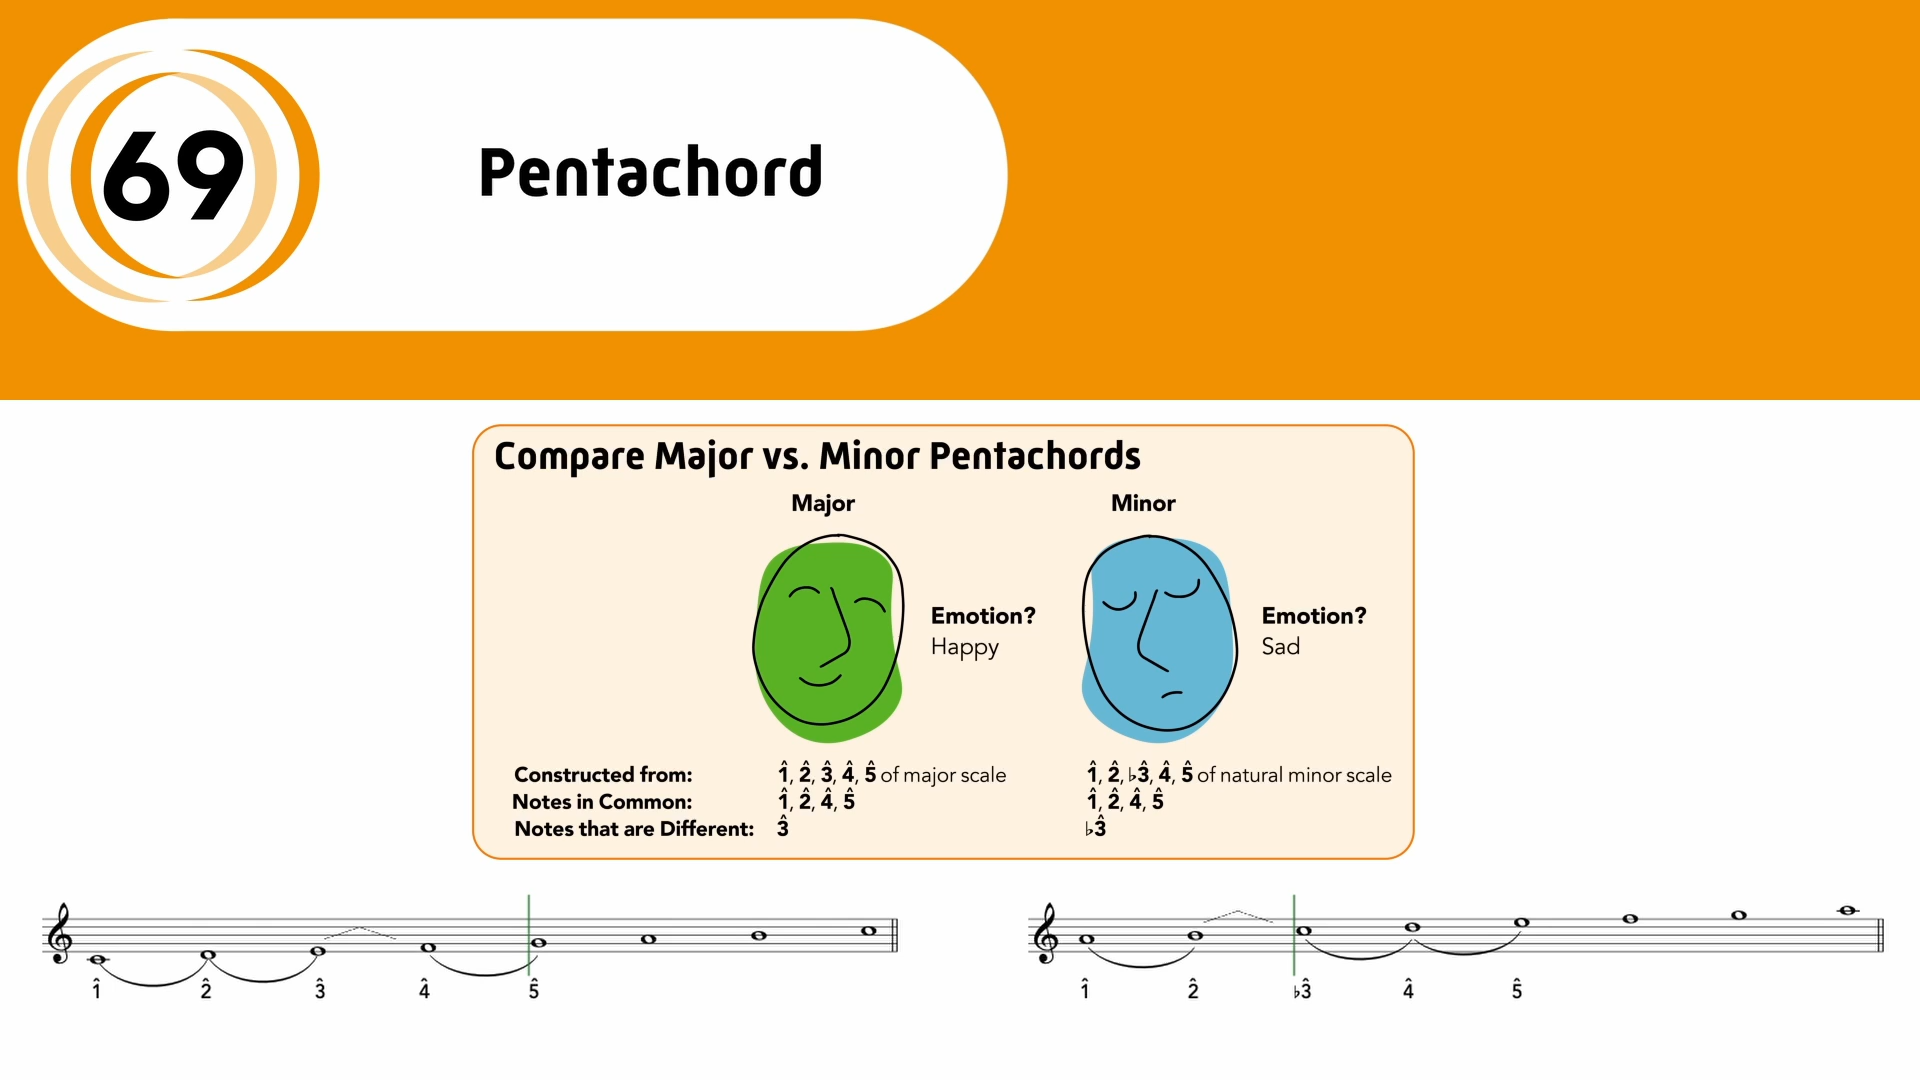 69
Pentachord
Compare Major vs. Minor Pentachords
Major
Minor
Emotion?
Happy
Emotion?
Sad
Constructed from: 1̂, 2̂, 3̂, 4̂, 5̂ of major scale 1̂, 2̂, ♭3̂, 4̂, 5̂ of natural minor scale
Notes in Common: 1̂, 2̂, 4̂, 5̂ 1̂, 2̂, 4̂, 5̂
Notes that are Different: 3̂ ♭3̂
1̂ 2̂ 3̂ 4̂ 5̂
1̂ 2̂ ♭3̂ 4̂ 5̂